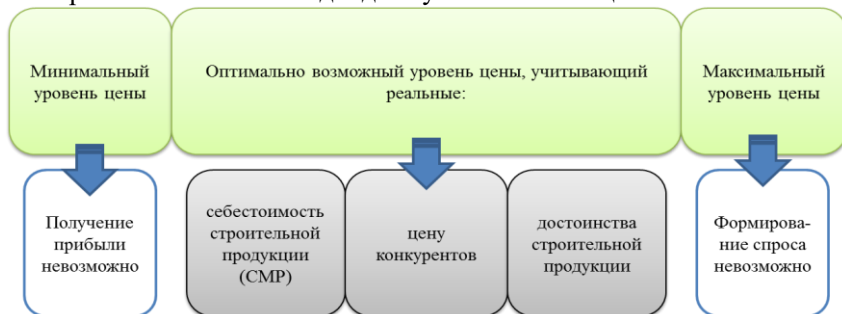 Минимальный
уровень цены
Оптимально возможный уровень цены, учитывающий
реальные:
Максимальный
уровень цены
Получение
прибыли
невозможно
себестоимость
строительной
продукции
(СМР)
цену
конкурентов
достоинства
строительной
продукции
Формирова-
ние спроса
невозможно